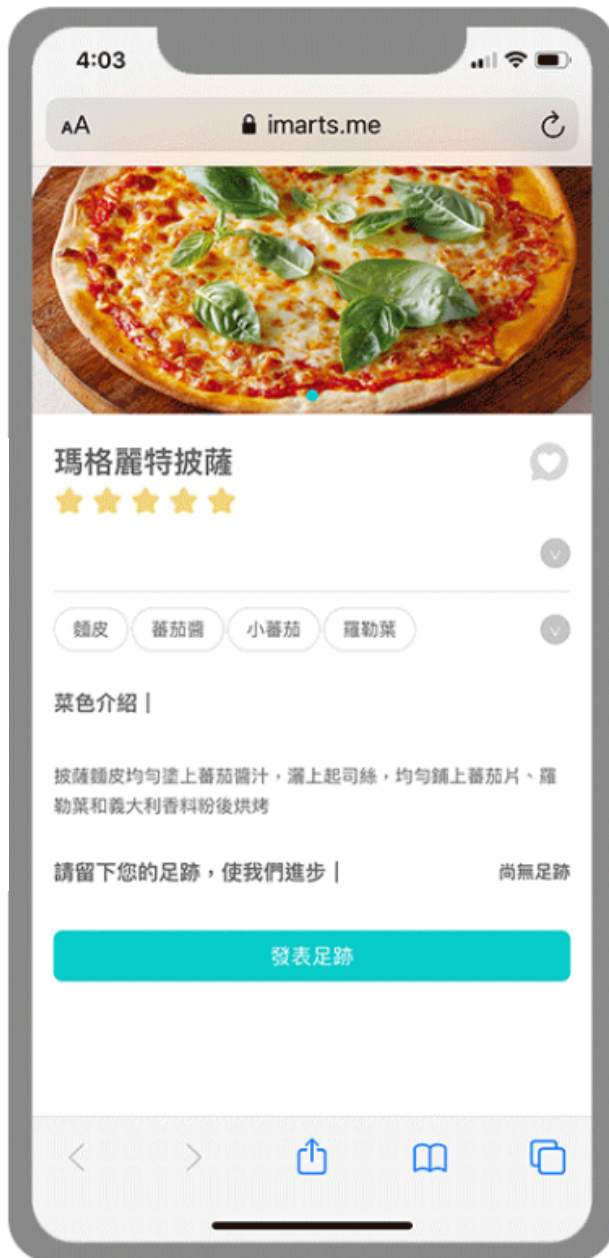 4:03
AA imarts.me
瑪格麗特披薩
麵皮 蕃茄醬 小蕃茄 羅勒葉
菜色介紹|
披薩麵皮均勻塗上蕃茄醬汁，灑上起司絲，均勻鋪上蕃茄片、羅
勒葉和義大利香料粉後烘烤
請留下您的足跡，使我們進步| 尚無足跡
發表足跡